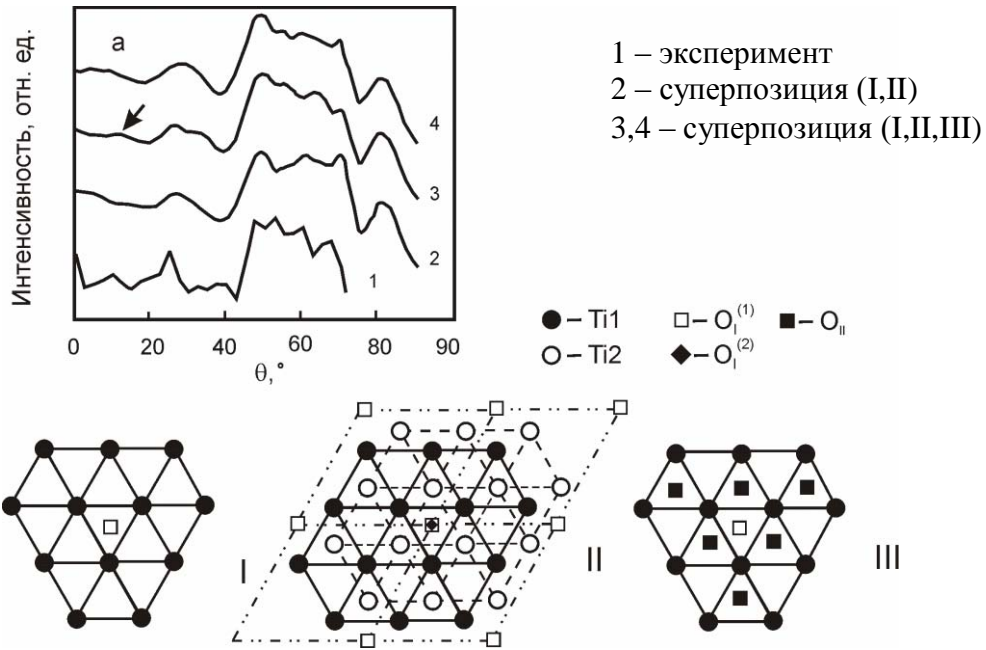 Интенсивность, отн. ед.
а
4
3
2
1
0 20 40 60 80 90
θ,°
1 – эксперимент
2 – суперпозиция (I,II)
3,4 – суперпозиция (I,II,III)
● – Ti1 □ – O_I^(1) ■ – O_II
○ – Ti2 ◆ – O_I^(2)
I II III